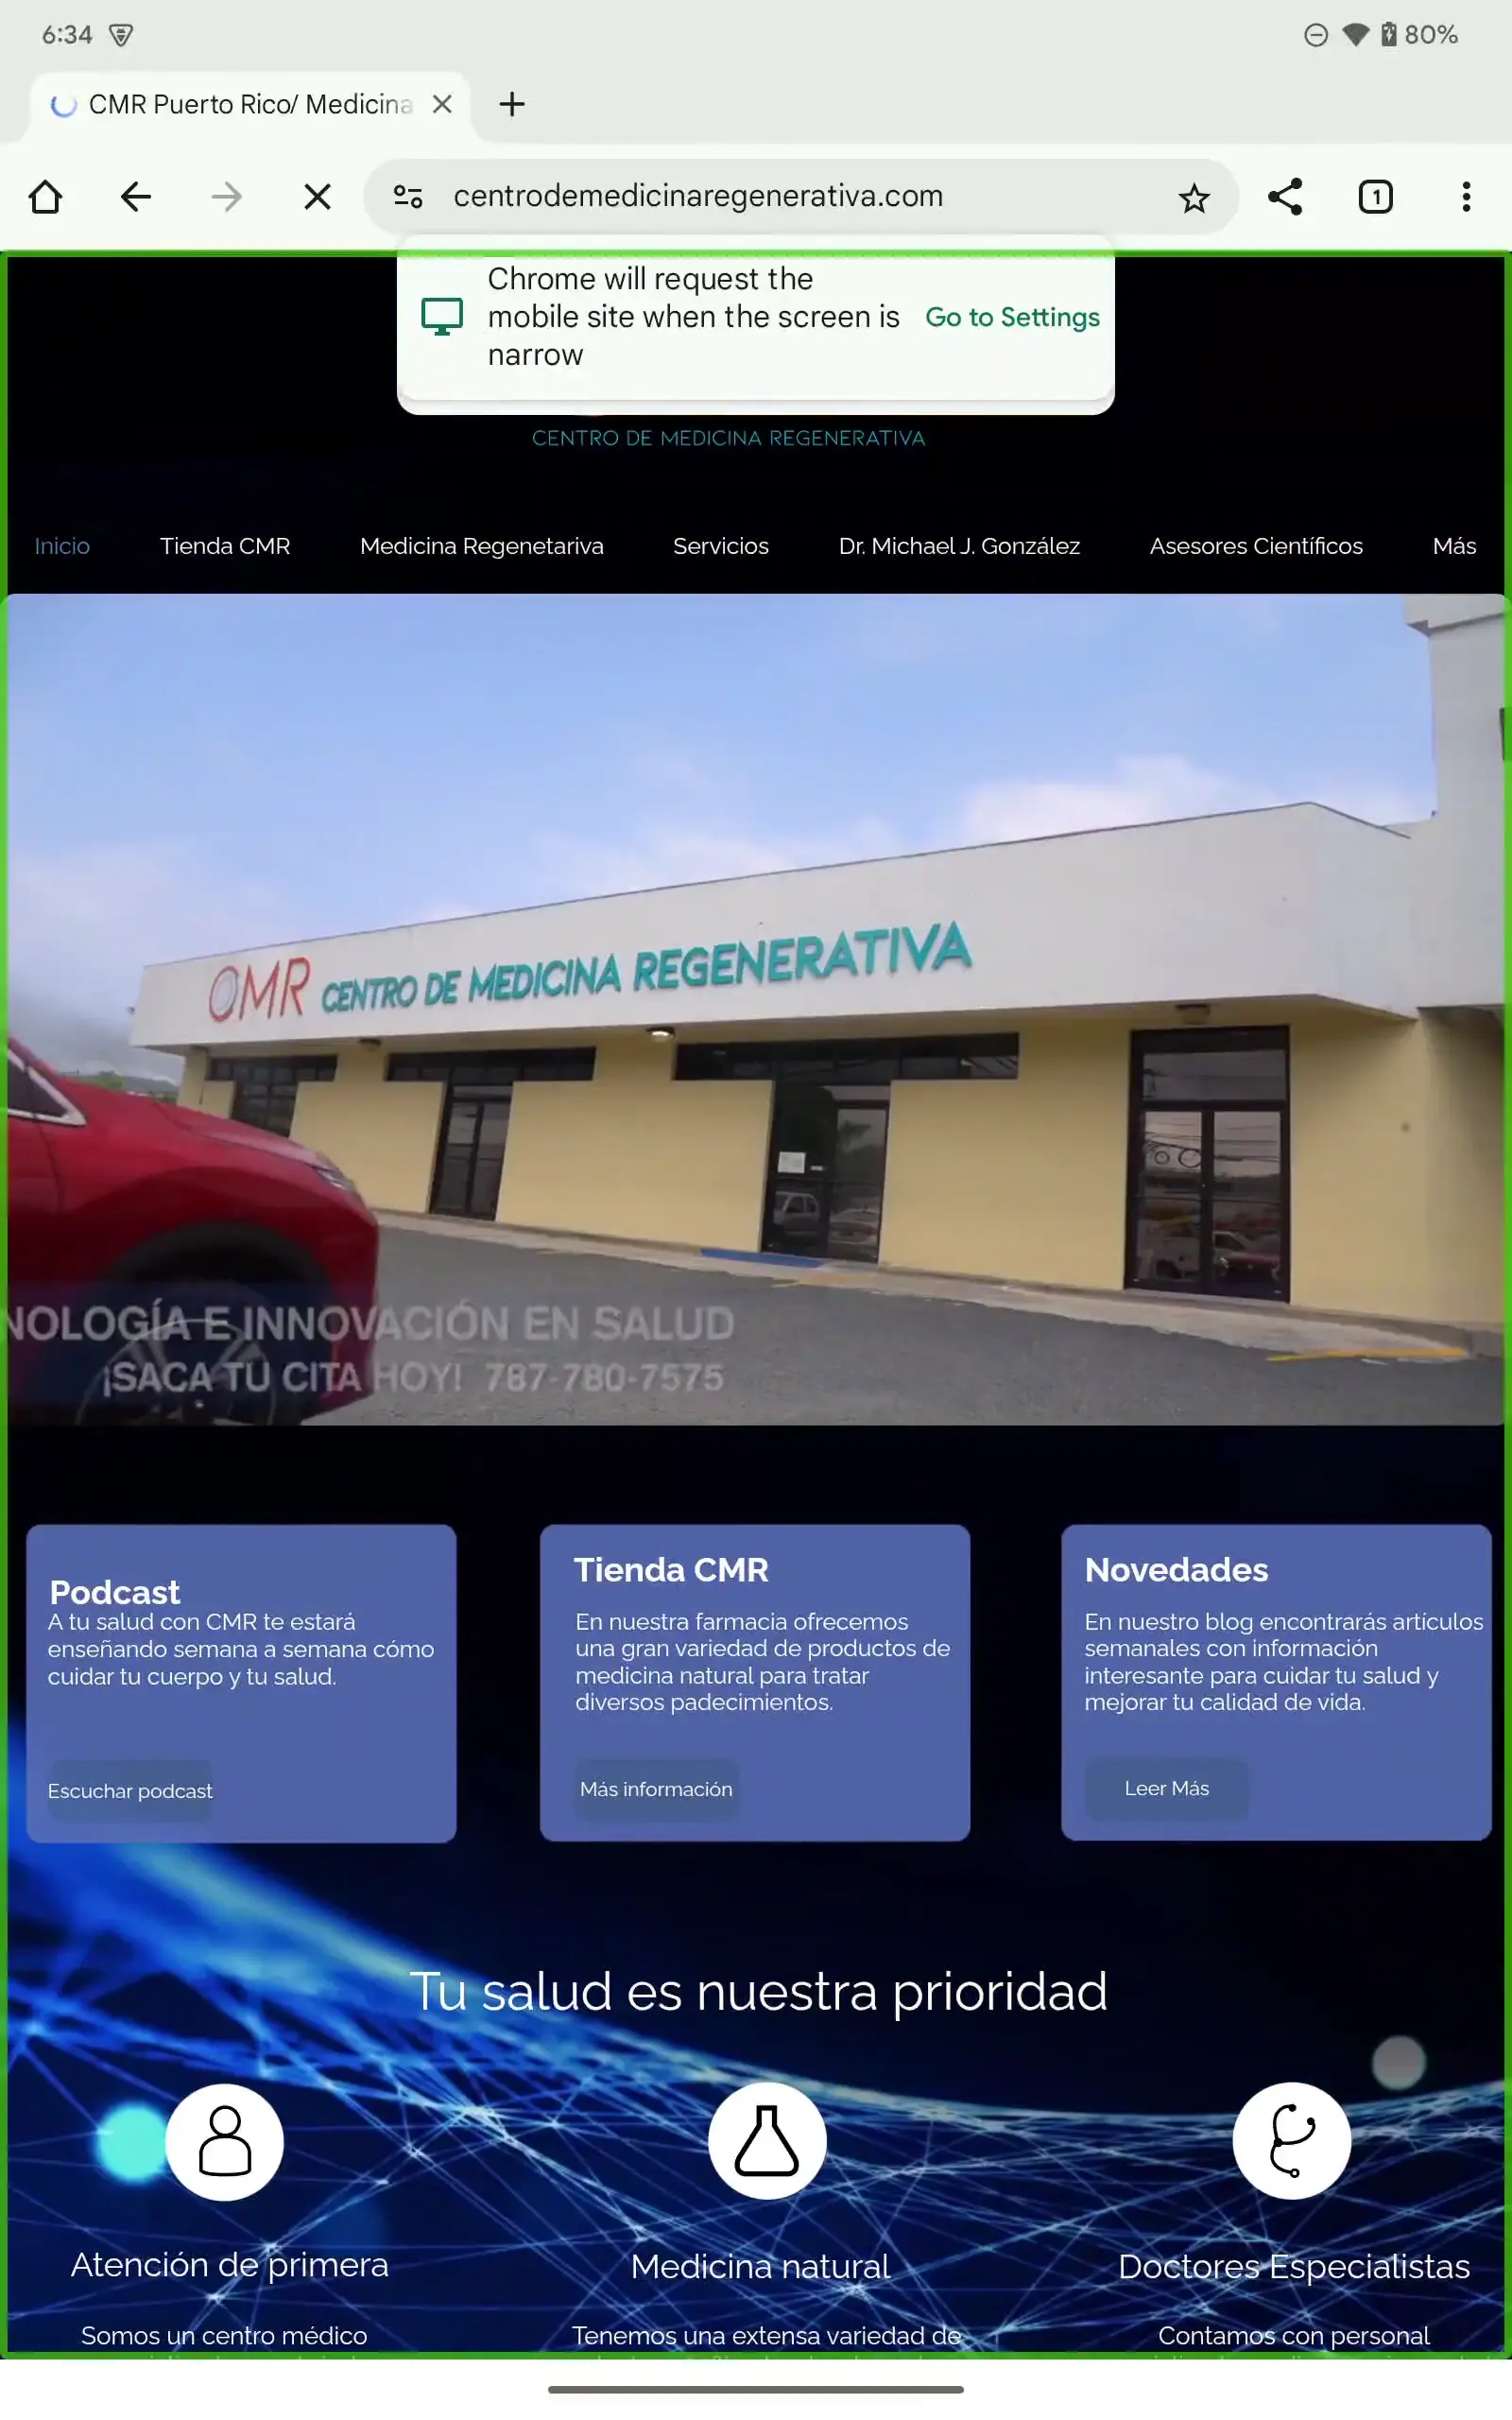 6:34
80%
CMR Puerto Rico/ Medicina
centrodemedicinaregenerativa.com
1
Chrome will request the
mobile site when the screen is
narrow
Go to Settings
CENTRO DE MEDICINA REGENERATIVA
Inicio Tienda CMR Medicina Regenetariva Servicios Dr. Michael J. González Asesores Científicos Más
CMR CENTRO DE MEDICINA REGENERATIVA
NOLOGÍA E INNOVACIÓN EN SALUD
¡SACA TU CITA HOY! 787-780-7575
Podcast
A tu salud con CMR te estará
enseñando semana a semana cómo
cuidar tu cuerpo y tu salud.
Escuchar podcast
Tienda CMR
En nuestra farmacia ofrecemos
una gran variedad de productos de
medicina natural para tratar
diversos padecimientos.
Más información
Novedades
En nuestro blog encontrarás artículos
semanales con información
interesante para cuidar tu salud y
mejorar tu calidad de vida.
Leer Más
Tu salud es nuestra prioridad
Atención de primera
Somos un centro médico
Medicina natural
Tenemos una extensa variedad de
Doctores Especialistas
Contamos con personal